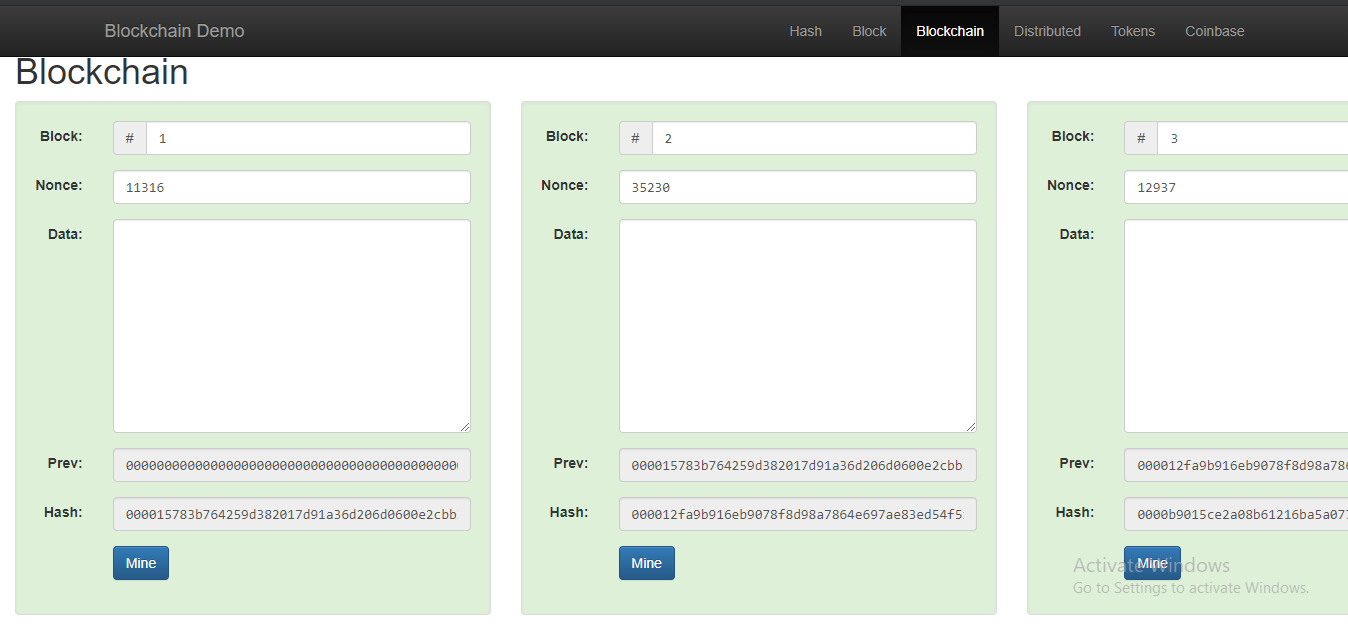 Blockchain Demo Hash Block Blockchain Distributed Tokens Coinbase
Blockchain
Block: # 1
Nonce: 11316
Data:
Prev: 0000000000000000000000000000000000000000000
Hash: 000015783b764259d382017d91a36d206d0600e2cbb
Mine
Block: # 2
Nonce: 35230
Data:
Prev: 000015783b764259d382017d91a36d206d0600e2cbb
Hash: 000012fa9b916eb9078f8d98a7864e697ae83ed54f5
Mine
Block: # 3
Nonce: 12937
Data:
Prev: 000012fa9b916eb9078f8d98a786
Hash: 0000b9015ce2a08b61216ba5a077
Mine
Activate Windows
Go to Settings to activate Windows.